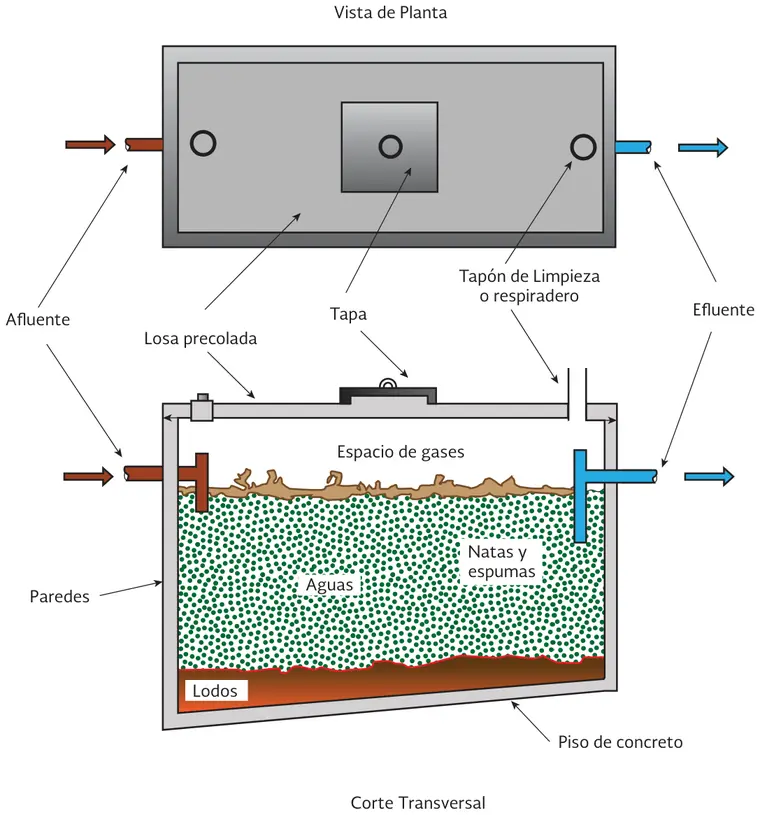 Vista de Planta
Tapón de Limpieza
o respiradero
Afluente
Losa precolada
Tapa
Efluente
Espacio de gases
Natas y
espumas
Aguas
Paredes
Lodos
Piso de concreto
Corte Transversal